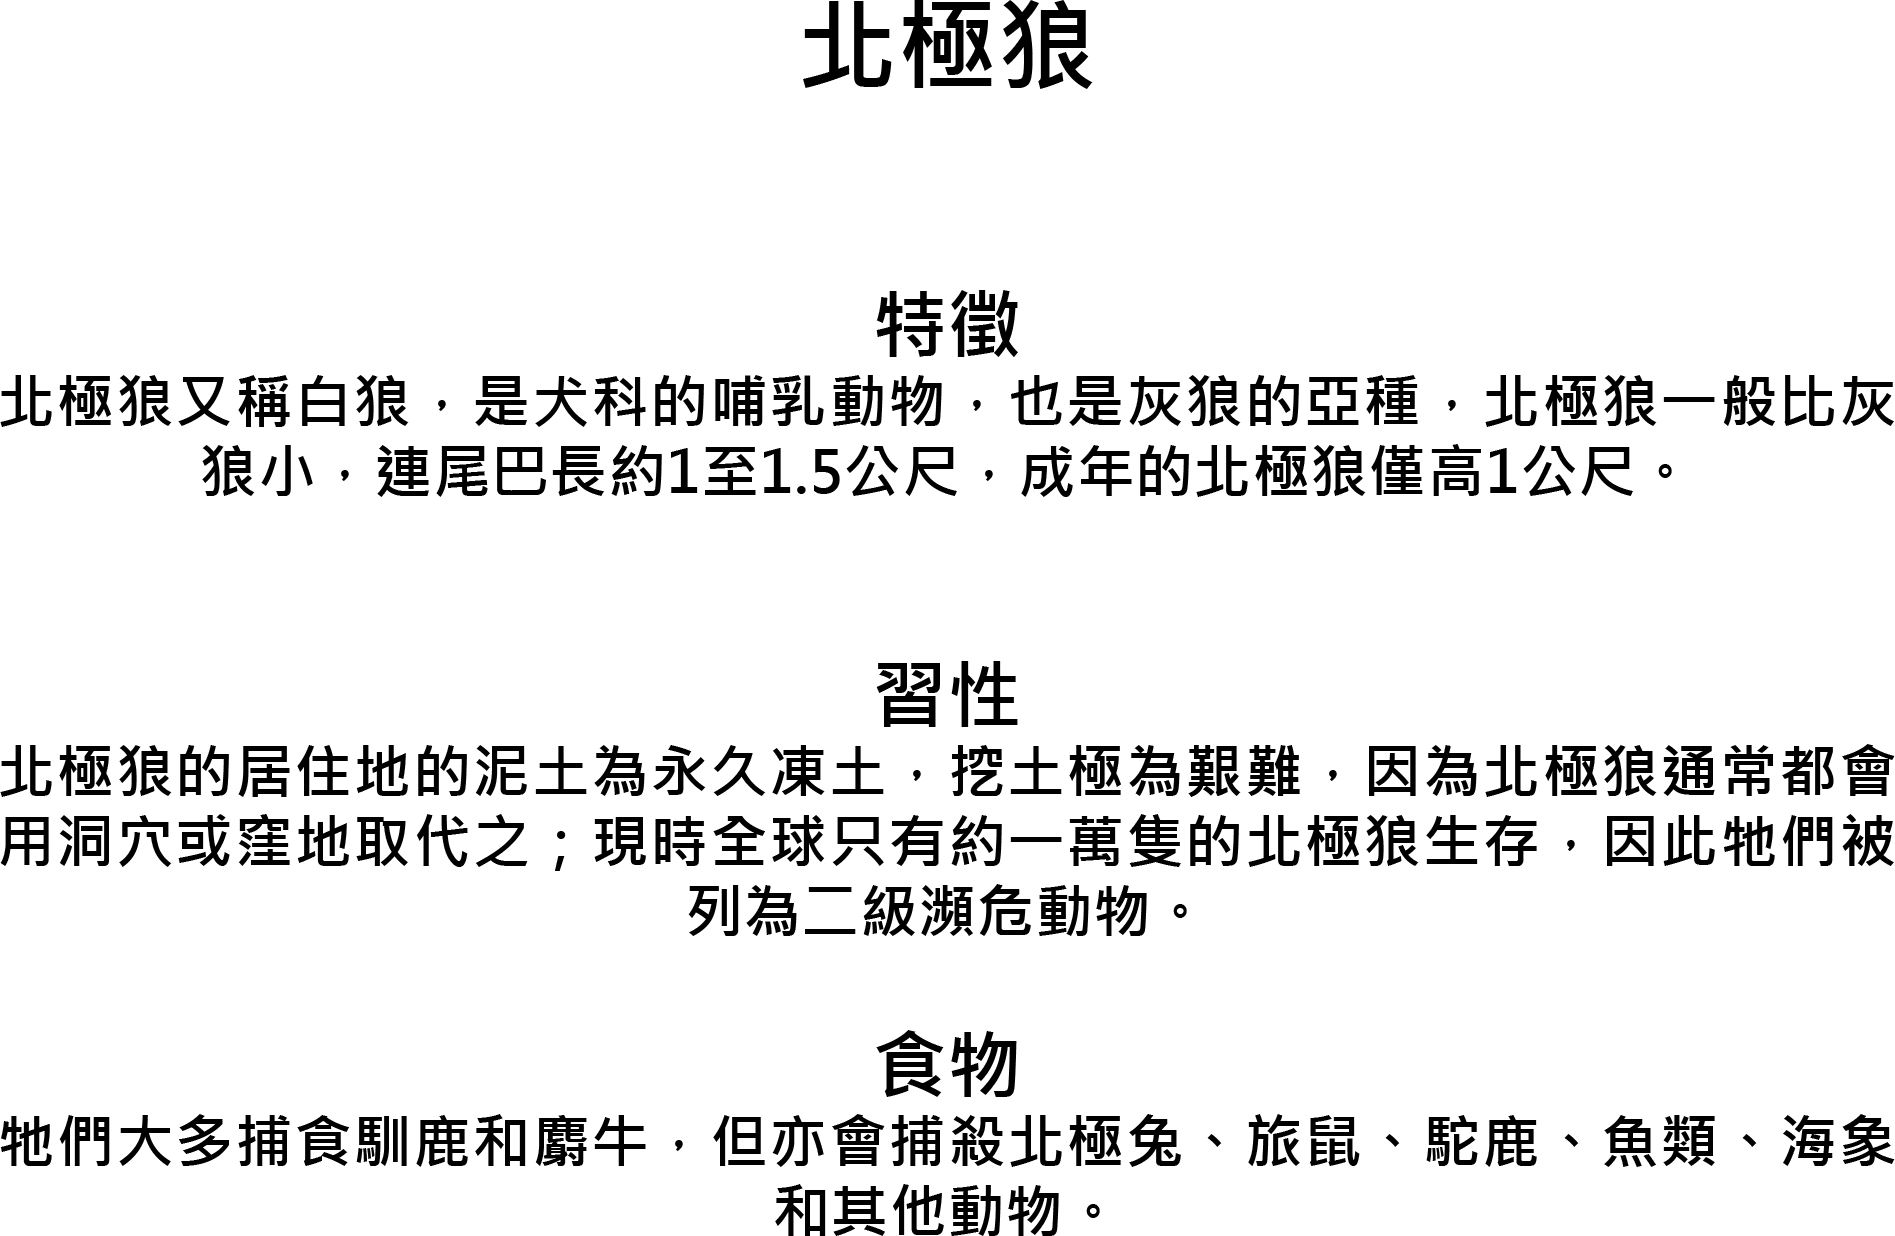 北極狼
特徵
北極狼又稱白狼，是犬科的哺乳動物，也是灰狼的亞種，北極狼一般比灰
狼小，連尾巴長約1至1.5公尺，成年的北極狼僅高1公尺。
習性
北極狼的居住地的泥土為永久凍土，挖土極為艱難，因為北極狼通常都會
用洞穴或窪地取代之；現時全球只有約一萬隻的北極狼生存，因此牠們被
列為二級瀕危動物。
食物
牠們大多捕食馴鹿和麝牛，但亦會捕殺北極兔、旅鼠、駝鹿、魚類、海象
和其他動物。